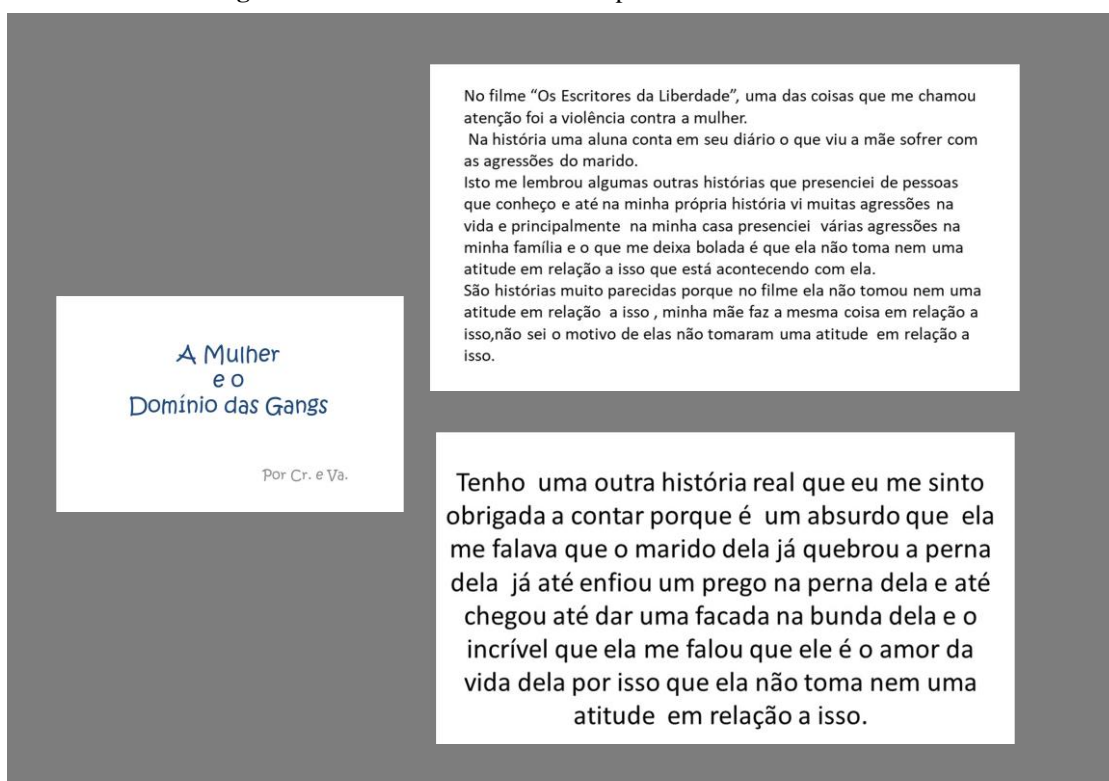 A Mulher
e o
Domínio das Gangs
Por Cr. e Va.
No filme “Os Escritores da Liberdade”, uma das coisas que me chamou
atenção foi a violência contra a mulher.
Na história uma aluna conta em seu diário o que viu a mãe sofrer com
as agressões do marido.
Isto me lembrou algumas outras histórias que presenciei de pessoas
que conheço e até na minha própria história vi muitas agressões na
vida e principalmente na minha casa presenciei várias agressões na
minha família e o que me deixa bolada é que ela não toma nem uma
atitude em relação a isso que está acontecendo com ela.
São histórias muito parecidas porque no filme ela não tomou nem uma
atitude em relação a isso , minha mãe faz a mesma coisa em relação a
isso,não sei o motivo de elas não tomaram uma atitude em relação a
isso.
Tenho uma outra história real que eu me sinto
obrigada a contar porque é um absurdo que ela
me falava que o marido dela já quebrou a perna
dela já até enfiou um prego na perna dela e até
chegou até dar uma facada na bunda dela e o
incrível que ela me falou que ele é o amor da
vida dela por isso que ela não toma nem uma
atitude em relação a isso.